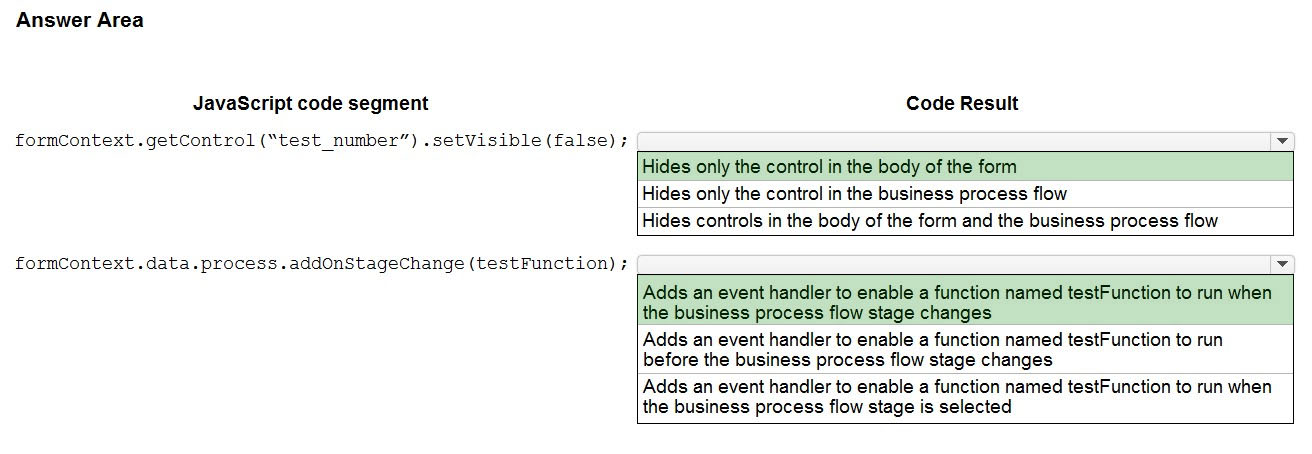 Answer Area
JavaScript code segment
Code Result
formContext.getControl(“test_number”).setVisible(false);
Hides only the control in the body of the form
Hides only the control in the business process flow
Hides controls in the body of the form and the business process flow
formContext.data.process.addOnStageChange(testFunction);
Adds an event handler to enable a function named testFunction to run when
the business process flow stage changes
Adds an event handler to enable a function named testFunction to run
before the business process flow stage changes
Adds an event handler to enable a function named testFunction to run when
the business process flow stage is selected